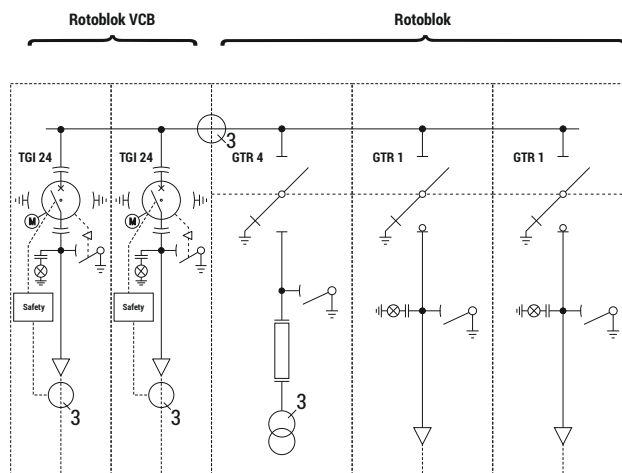 Rotoblok VCB
Rotoblok
3
TGI 24
TGI 24
GTR 4
GTR 1
GTR 1
M
M
Safety
Safety
3
3
3